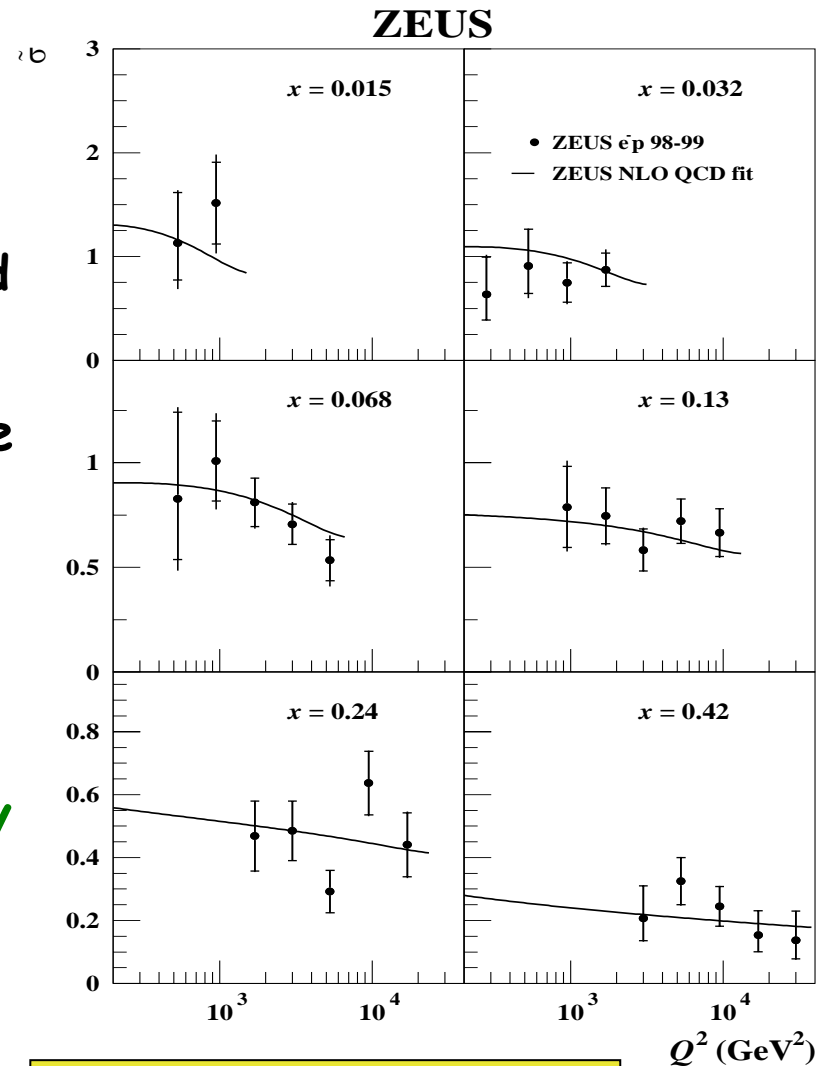 ZEUS
σ̃
3
x = 0.015
x = 0.032
ZEUS e⁻p 98-99
ZEUS NLO QCD fit
2
1
0
d
x = 0.068
x = 0.13
e
1
0.5
0
x = 0.24
x = 0.42
0.8
y
0.6
0.4
0.2
0
10³ 10⁴ 10³ 10⁴
Q² (GeV²)